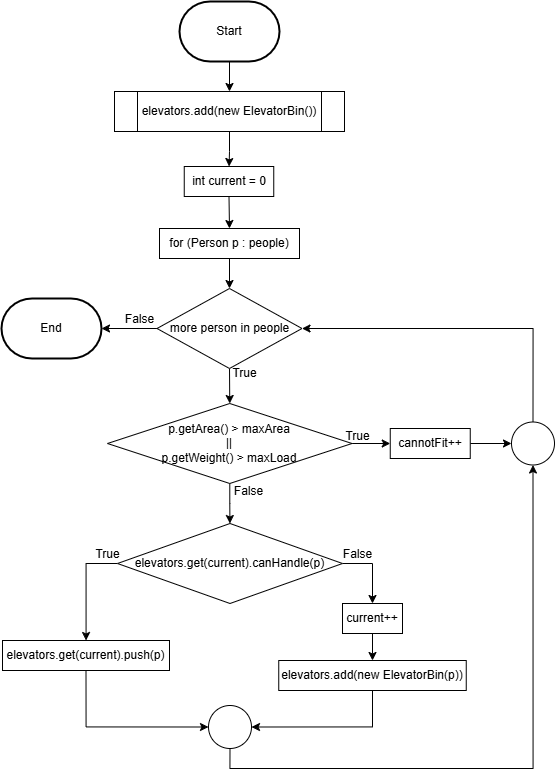 Start
elevators.add(new ElevatorBin())
int current = 0
for (Person p : people)
End
False
more person in people
True
p.getArea() > maxArea
||
p.getWeight() > maxLoad
True
cannotFit++
False
True
elevators.get(current).canHandle(p)
False
current++
elevators.get(current).push(p)
elevators.add(new ElevatorBin(p))